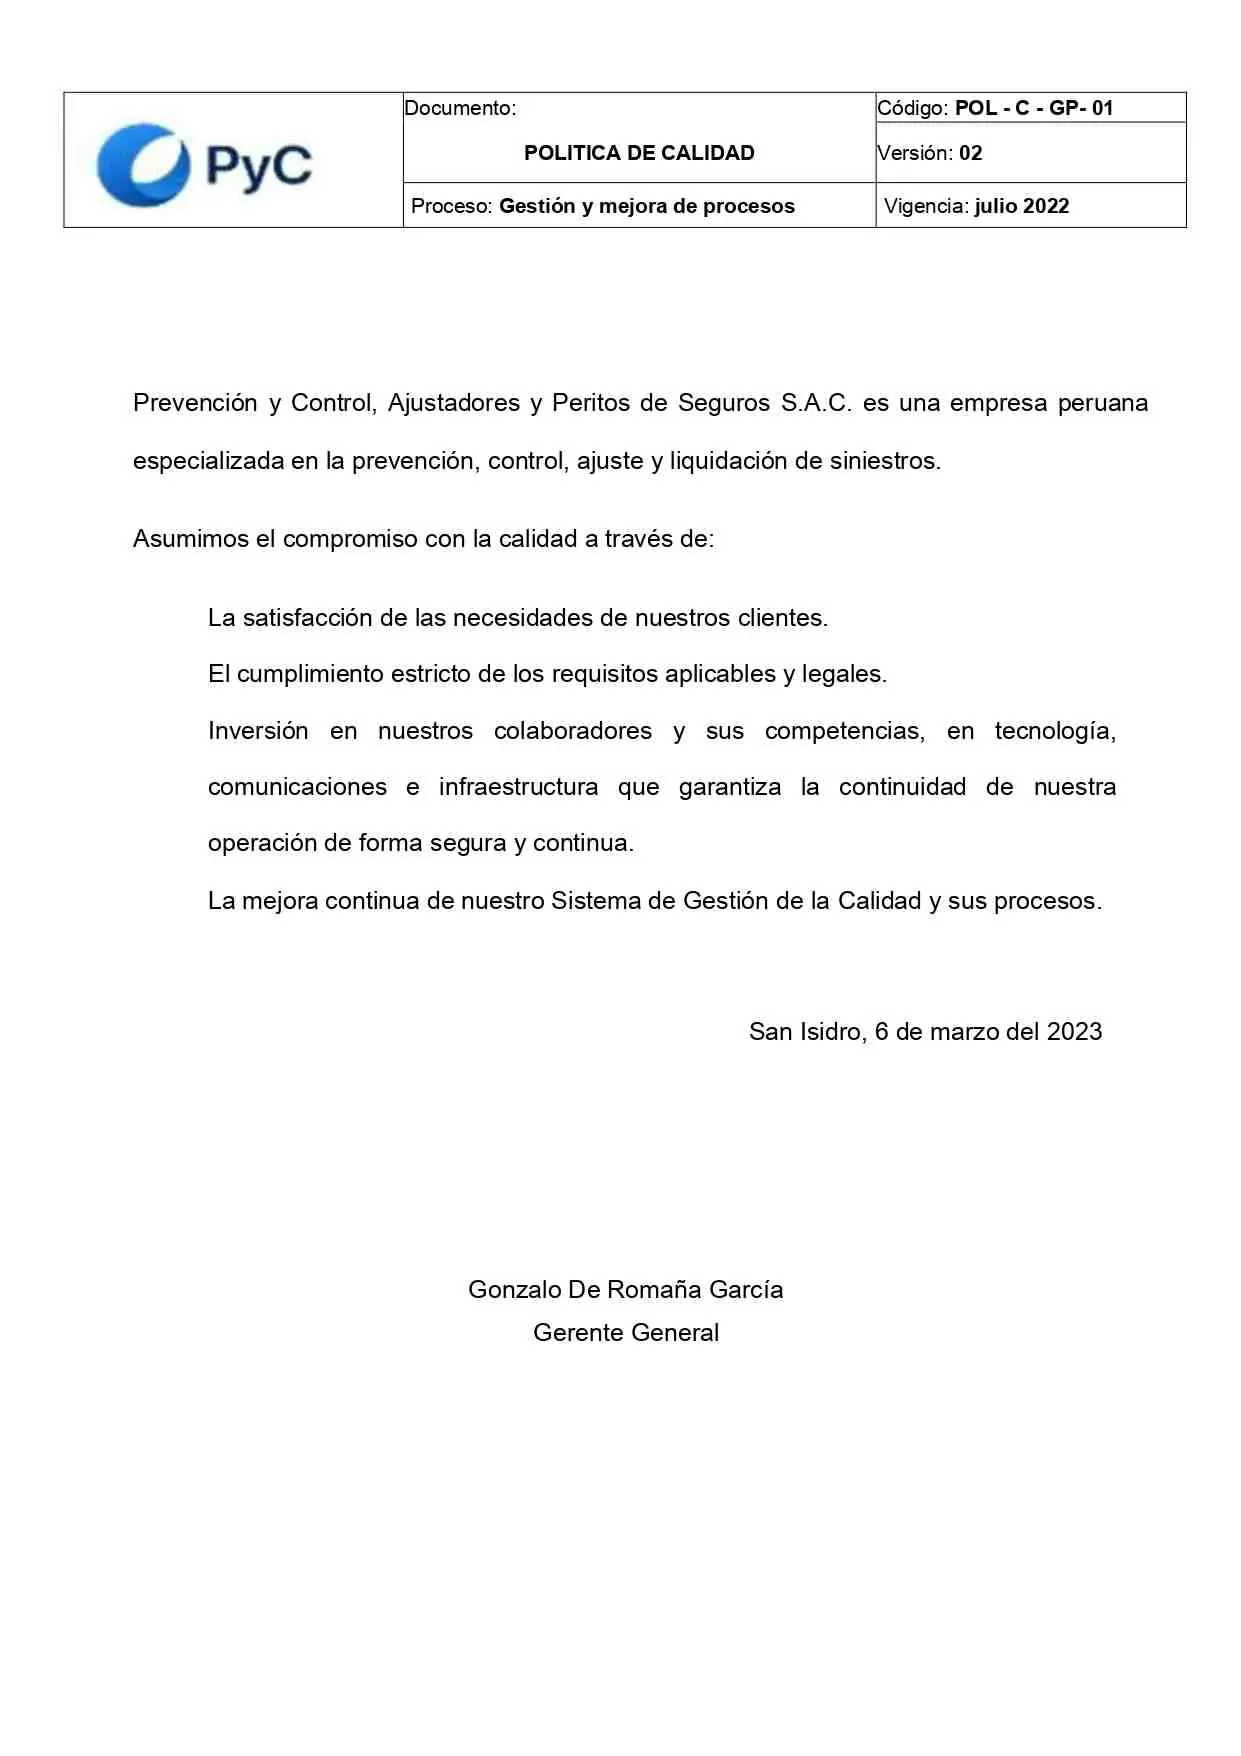 PyC
Documento:
POLITICA DE CALIDAD
Código: POL - C - GP- 01
Versión: 02
Proceso: Gestión y mejora de procesos
Vigencia: julio 2022
Prevención y Control, Ajustadores y Peritos de Seguros S.A.C. es una empresa peruana
especializada en la prevención, control, ajuste y liquidación de siniestros.
Asumimos el compromiso con la calidad a través de:
La satisfacción de las necesidades de nuestros clientes.
El cumplimiento estricto de los requisitos aplicables y legales.
Inversión en nuestros colaboradores y sus competencias, en tecnología,
comunicaciones e infraestructura que garantiza la continuidad de nuestra
operación de forma segura y continua.
La mejora continua de nuestro Sistema de Gestión de la Calidad y sus procesos.
San Isidro, 6 de marzo del 2023
Gonzalo De Romaña García
Gerente General